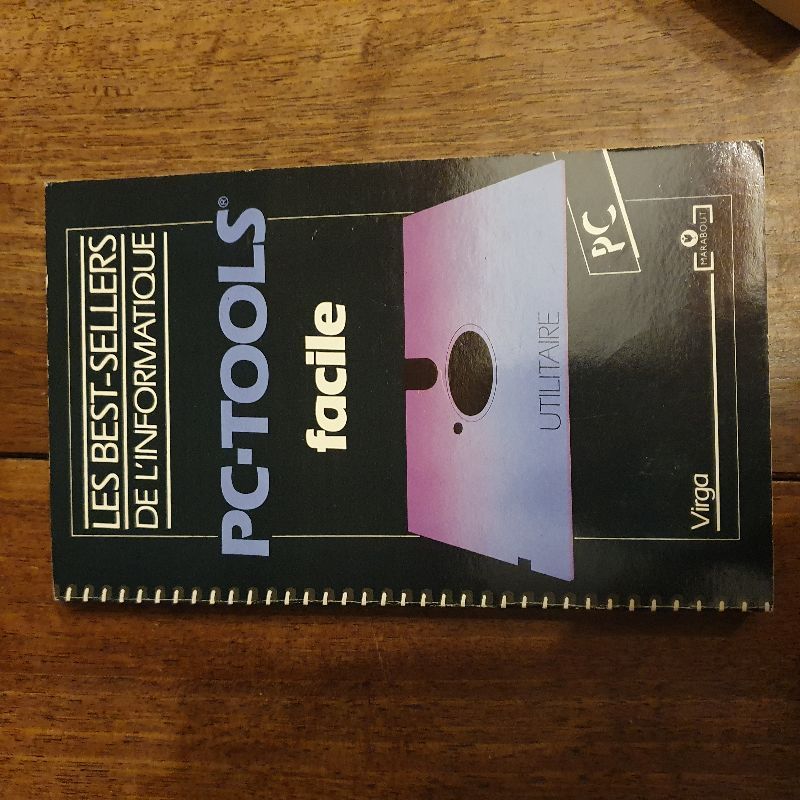 LES BEST-SELLERS
DE L'INFORMATIQUE
PC-TOOLS®
facile
UTILITAIRE
PC
Virga
MARABOUT